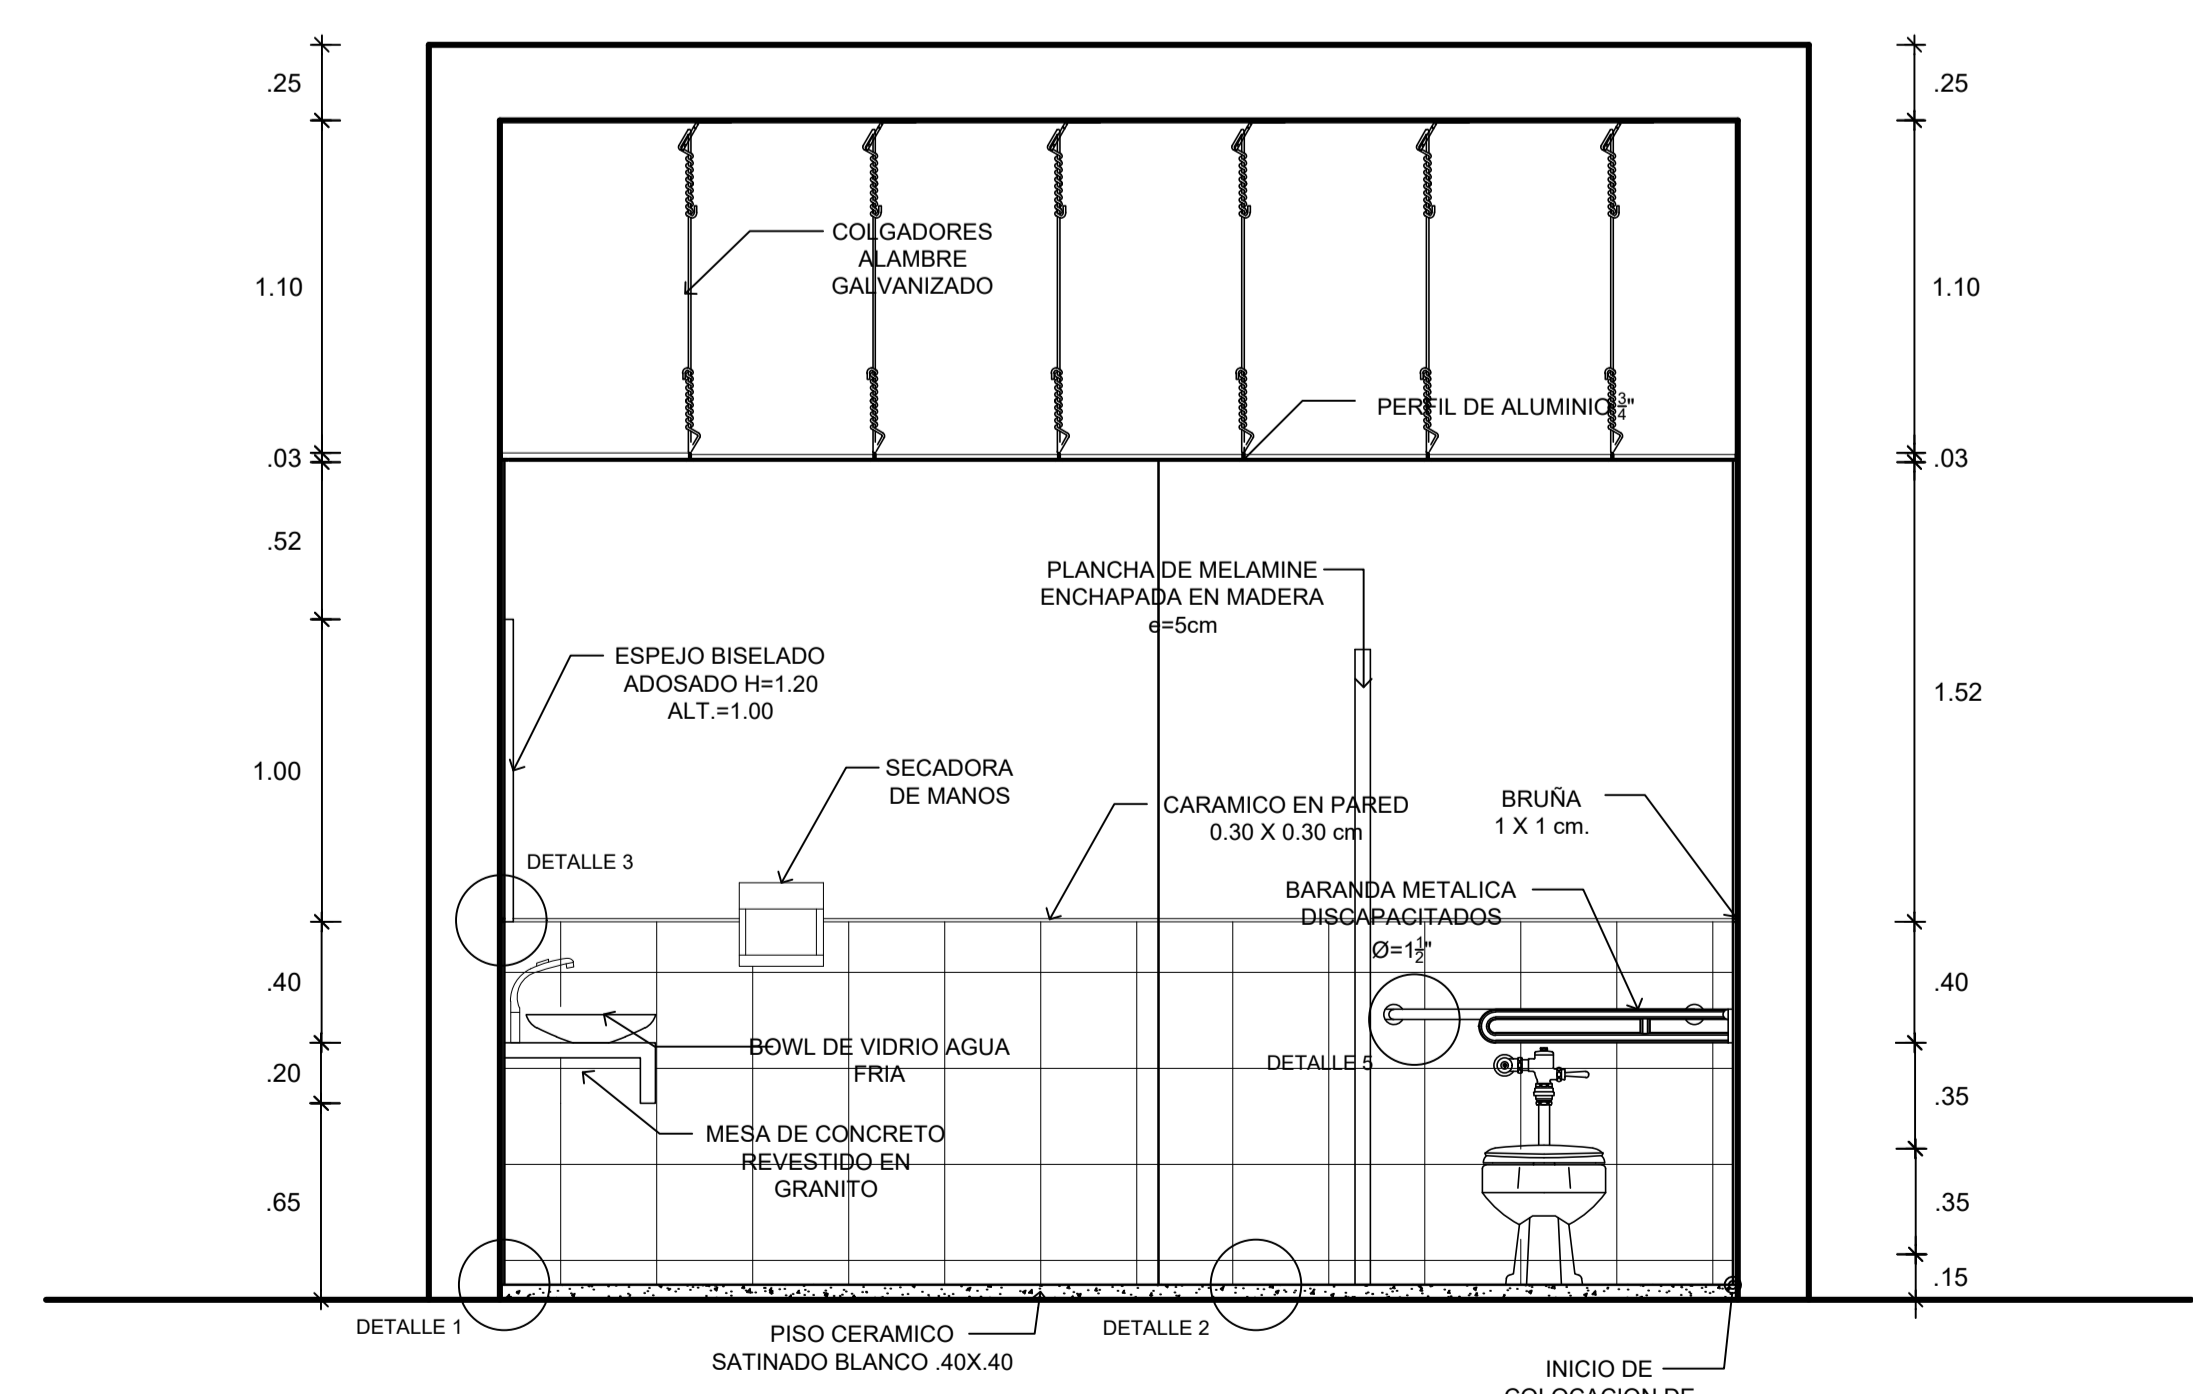 .25
.25
COLGADORES
ALAMBRE
GALVANIZADO
1.10
1.10
PERFIL DE ALUMINIO 3/4"
.03
.03
.52
PLANCHA DE MELAMINE
ENCHAPADA EN MADERA
e=5cm
ESPEJO BISELADO
ADOSADO H=1.20
ALT.=1.00
1.52
1.00
SECADORA
DE MANOS
CARAMICO EN PARED
0.30 X 0.30 cm
BRUÑA
1 X 1 cm.
DETALLE 3
BARANDA METALICA
DISCAPACITADOS
Ø=1 1/2"
.40
.40
BOWL DE VIDRIO AGUA
FRIA
DETALLE 5
.20
.35
MESA DE CONCRETO
REVESTIDO EN
GRANITO
.65
.35
.15
DETALLE 1
PISO CERAMICO
SATINADO BLANCO .40X.40
DETALLE 2
INICIO DE
COLOCACION DE